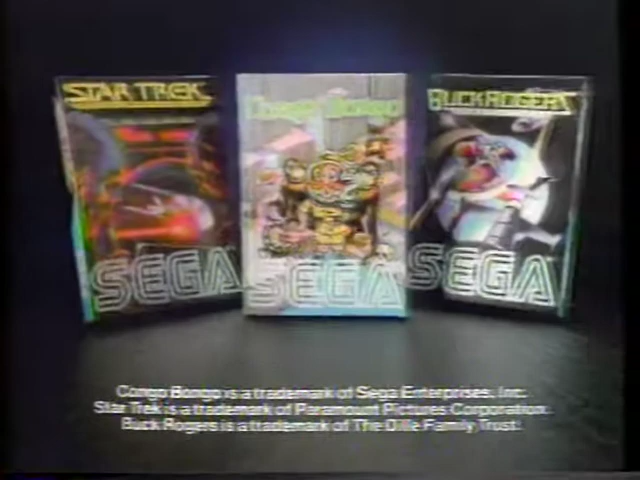 STAR TREK
Congo Bongo
BUCK ROGERS
SEGA
SEGA
SEGA
Congo Bongo is a trademark of Sega Enterprises, Inc.
Star Trek is a trademark of Paramount Pictures Corporation.
Buck Rogers is a trademark of The Dille Family Trust.